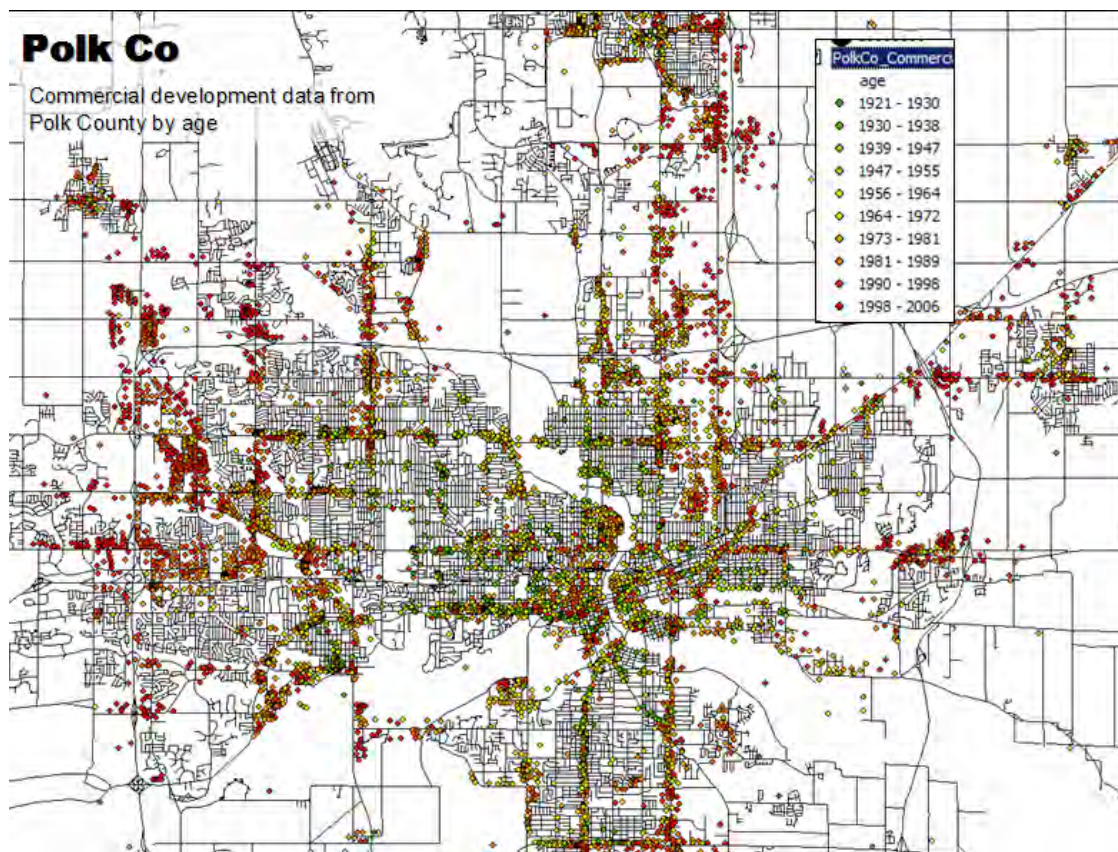 Polk Co
Commercial development data from
Polk County by age
PolkCo_Commerci
age
1921 - 1930
1930 - 1938
1939 - 1947
1947 - 1955
1956 - 1964
1964 - 1972
1973 - 1981
1981 - 1989
1990 - 1998
1998 - 2006